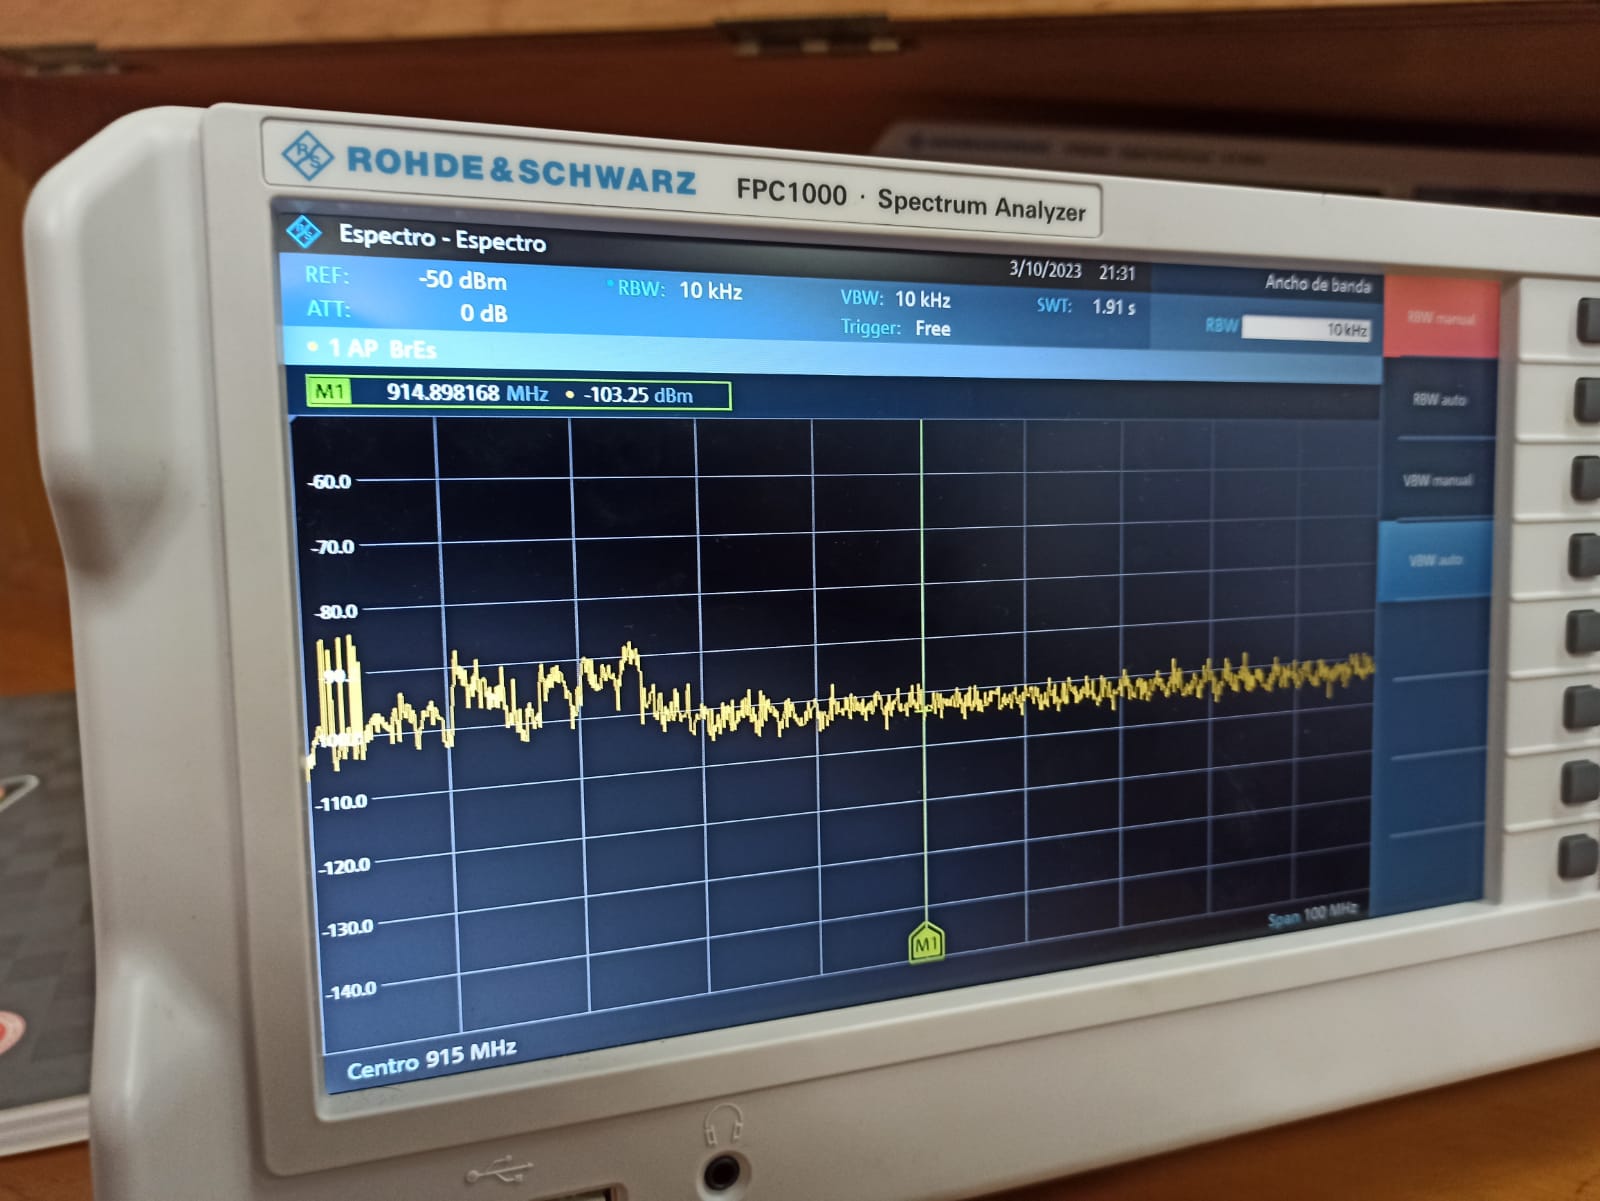 ROHDE & SCHWARZ FPC1000 · Spectrum Analyzer
Espectro - Espectro
3/10/2023 21:31
Ancho de banda
REF: -50 dBm
RBW: 10 kHz
VBW: 10 kHz
SWT: 1.91 s
RBW 10 kHz
ATT: 0 dB
Trigger: Free
1 AP BrEs
M1 914.898168 MHz • -103.25 dBm
RBW manual
RBW auto
VBW manual
VBW auto
-60.0
-70.0
-80.0
-110.0
-120.0
-130.0
-140.0
M1
Centro 915 MHz
Span 100 MHz